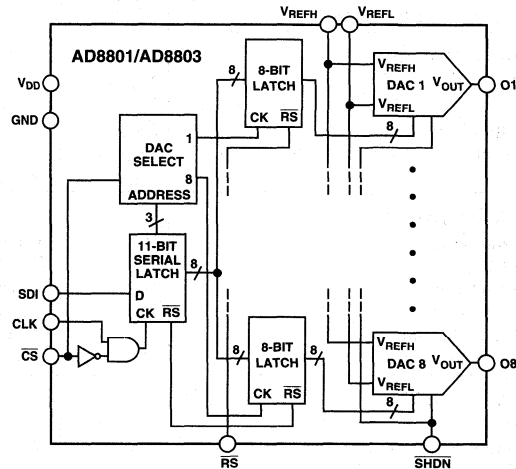 VREFH VREFL
AD8801/AD8803
VDD
GND
8
8-BIT
LATCH
CK RS
VREFH
DAC 1
VOUT
VREFL
O1
8
DAC
SELECT
1
8
ADDRESS
3
11-BIT
SERIAL
LATCH
8
D
CK RS
SDI
CLK
CS
8
8-BIT
LATCH
8
CK RS
VREFH
DAC 8
VOUT
VREFL
O8
8
RS
SHDN